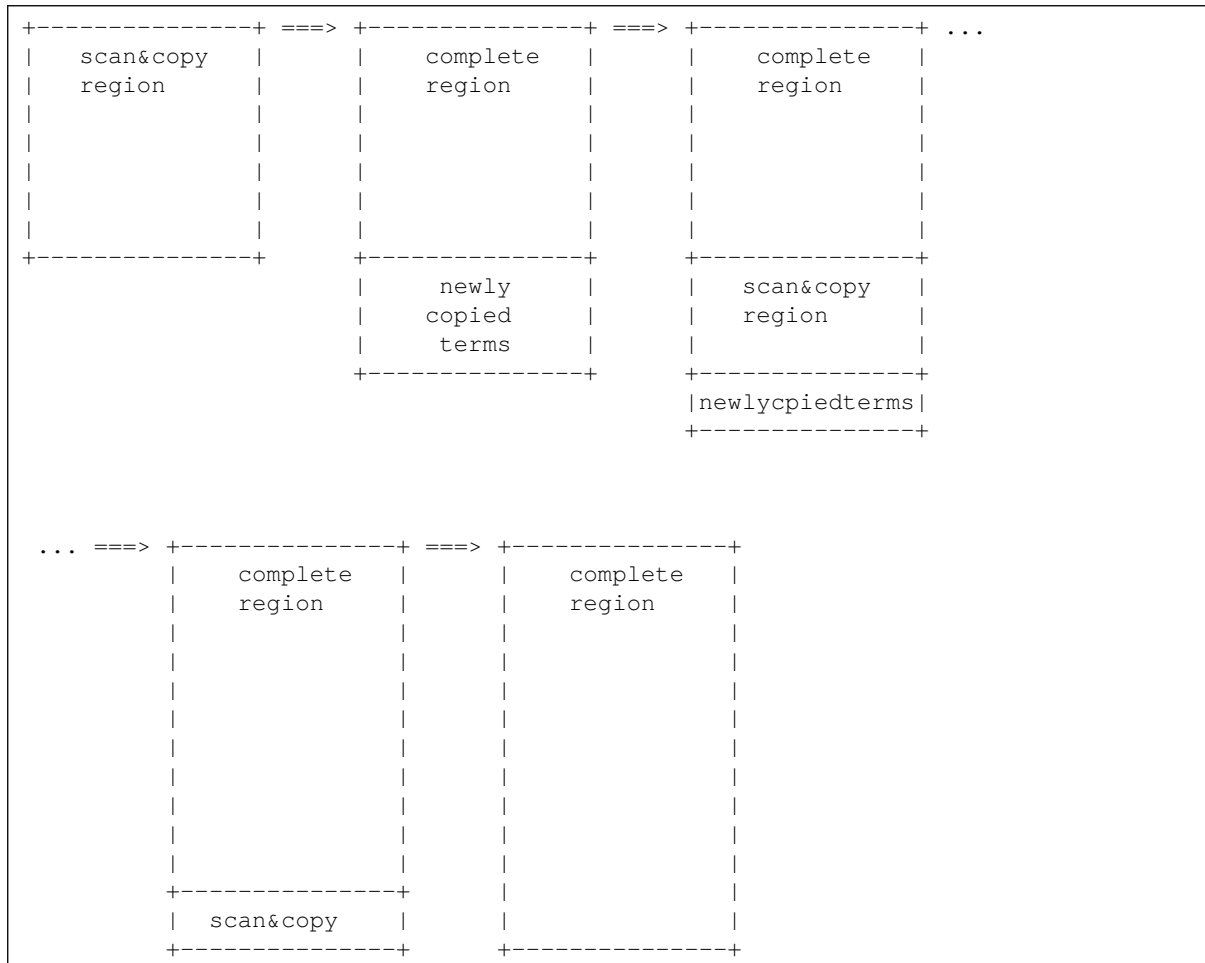 +---------------+ ===> +---------------+ ===> +---------------+ ...
|   scan&copy   |      |    complete   |      |    complete   |
|   region      |      |    region     |      |    region     |
|               |      |               |      |               |
|               |      |               |      |               |
|               |      |               |      |               |
|               |      |               |      |               |
|               |      |               |      |               |
+---------------+      +---------------+      +---------------+
                       |     newly     |      |   scan&copy   |
                       |    copied     |      |   region      |
                       |     terms     |      |               |
                       +---------------+      +---------------+
                                              |newlycpiedterms|
                                              +---------------+
... ===> +---------------+ ===> +---------------+
         |    complete   |      |    complete   |
         |    region     |      |    region     |
         |               |      |               |
         |               |      |               |
         |               |      |               |
         |               |      |               |
         |               |      |               |
         |               |      |               |
         |               |      |               |
         |               |      |               |
         |               |      |               |
         +---------------+      |               |
         |  scan&copy    |      |               |
         +---------------+      +---------------+